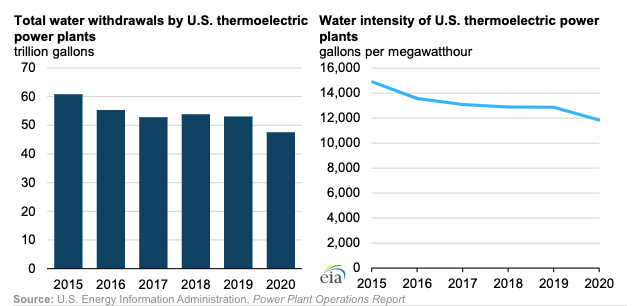 Total water withdrawals by U.S. thermoelectric
power plants
trillion gallons
70
60
50
40
30
20
10
0
2015 2016 2017 2018 2019 2020
Water intensity of U.S. thermoelectric power
plants
gallons per megawatthour
16,000
14,000
12,000
10,000
8,000
6,000
4,000
2,000
0
2015 2016 2017 2018 2019 2020
eia
Source: U.S. Energy Information Administration, Power Plant Operations Report